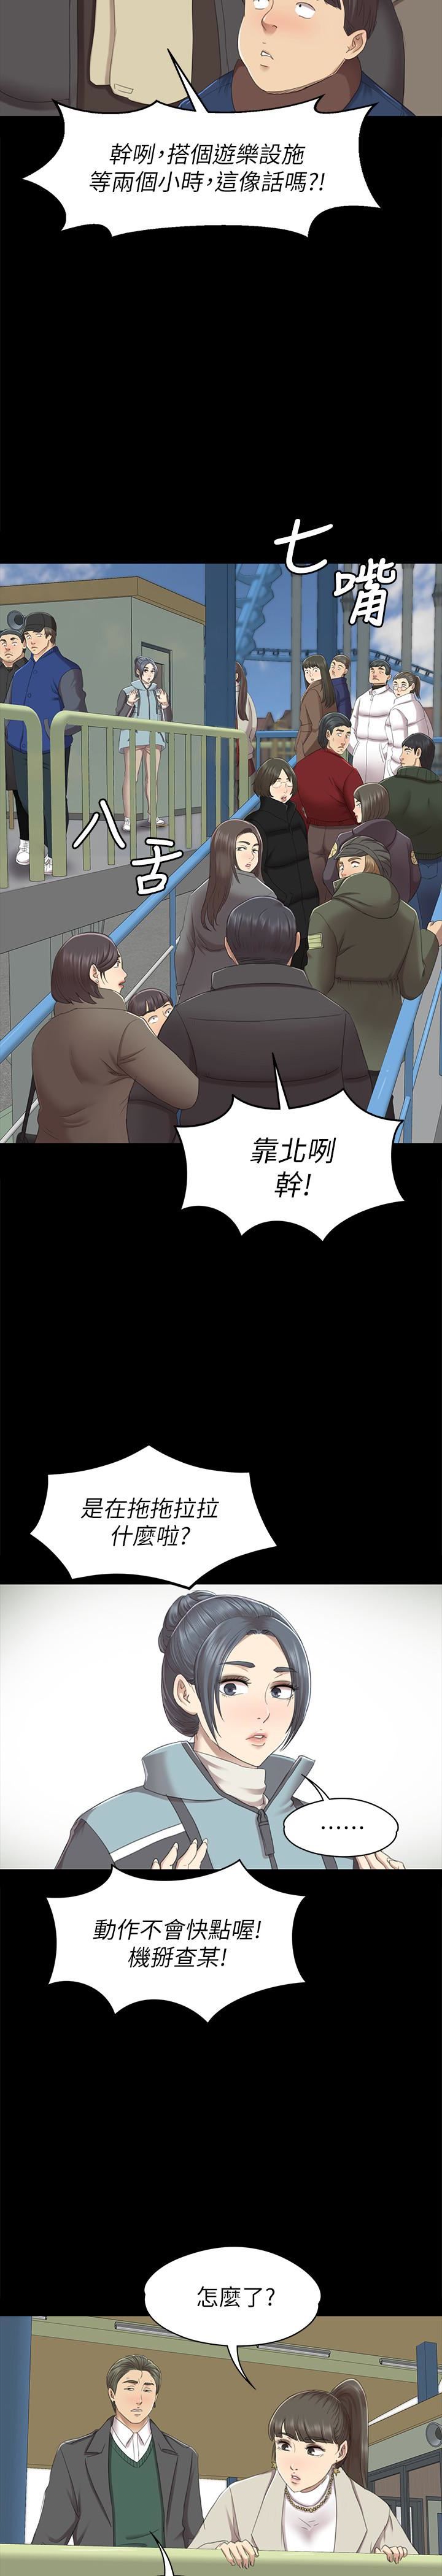 幹咧，搭個遊樂設施
等兩個小時，這像話嗎?!
七
嘴
八
舌
靠北咧
幹!
是在拖拖拉拉
什麼啦?
……
動作不會快點喔!
機掰查某!
怎麼了?